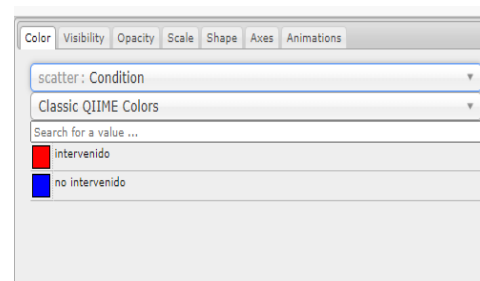 Color Visibility Opacity Scale Shape Axes Animations
scatter: Condition
Classic QIIME Colors
Search for a value ...
intervenido
no intervenido